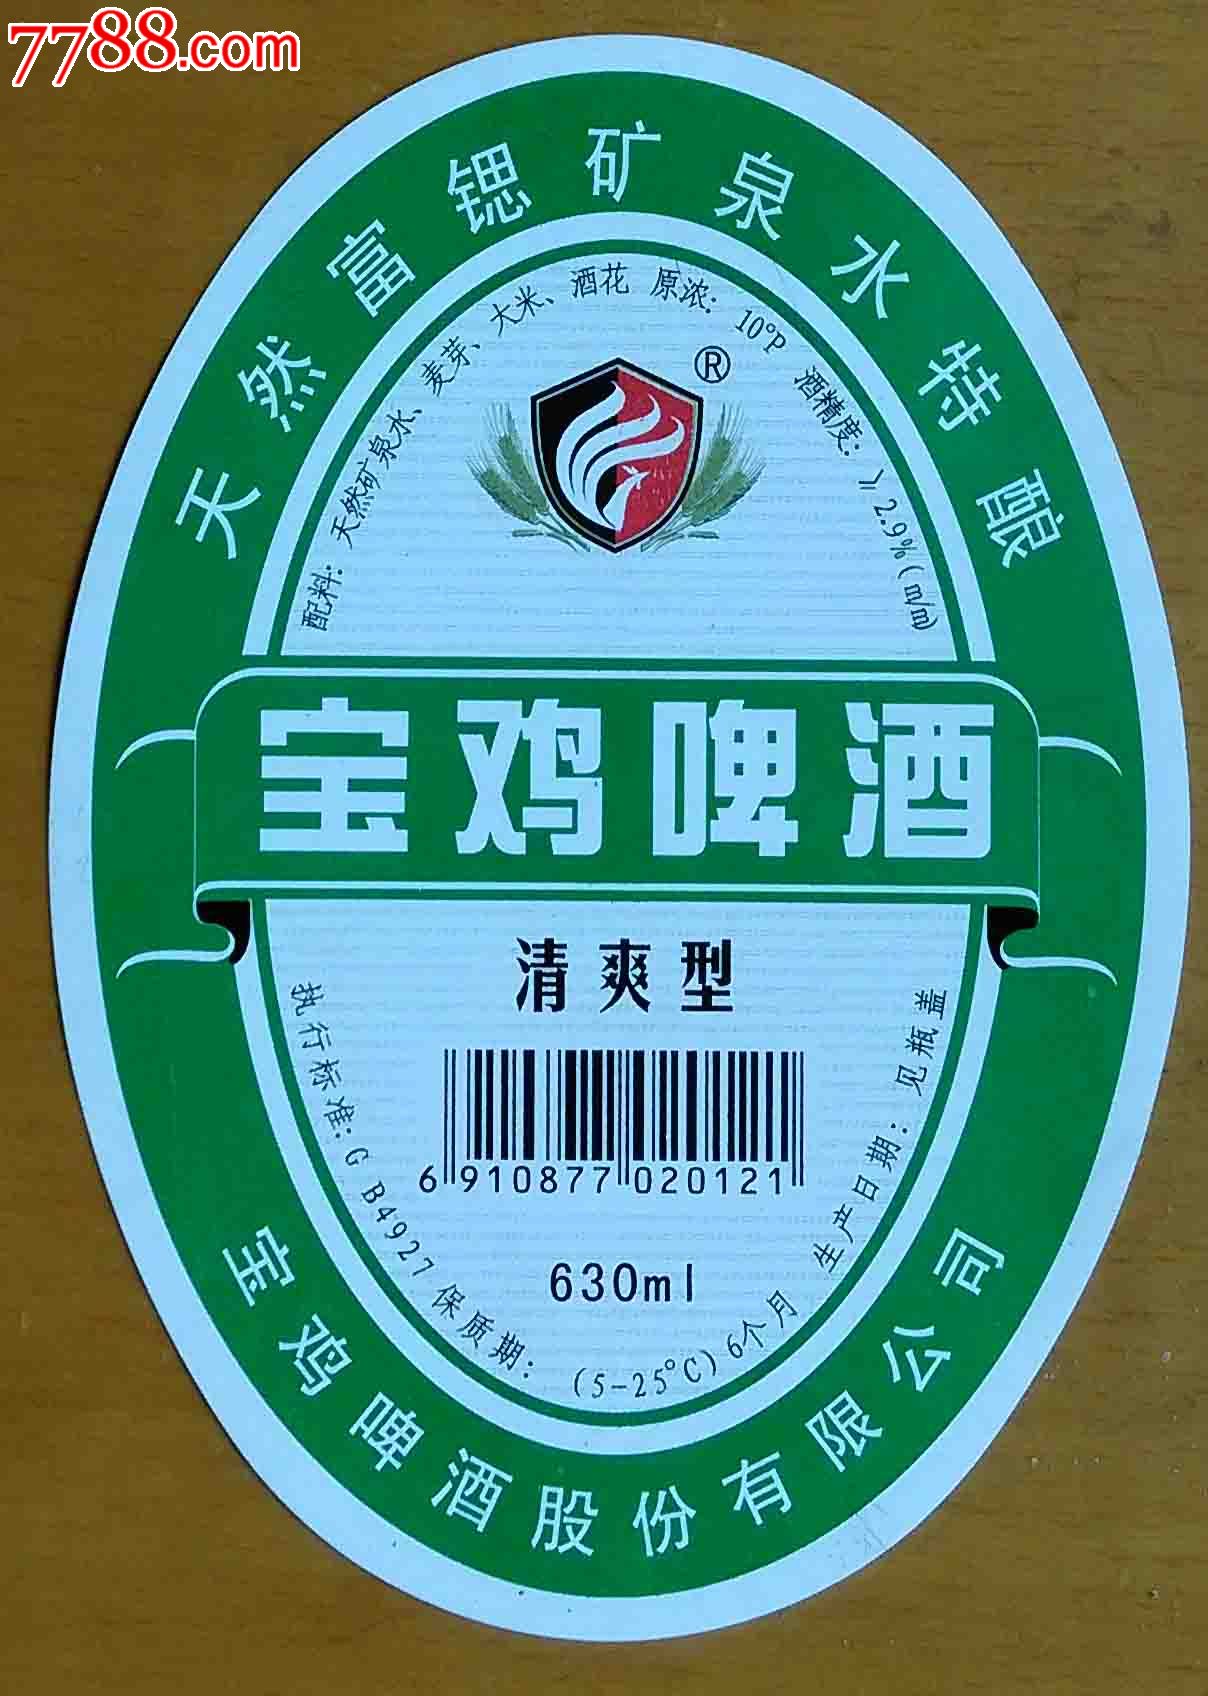 7788.com
天然富锶矿泉水特酿
配料：天然矿泉水、麦芽、大米、酒花 原浓：10°P 酒精度：≥2.9%(m/m)
®
宝鸡啤酒
清爽型
6 910877 020121
630ml
执行标准：GB4927 保质期：(5-25°C)6个月 生产日期：见瓶盖
宝鸡啤酒股份有限公司